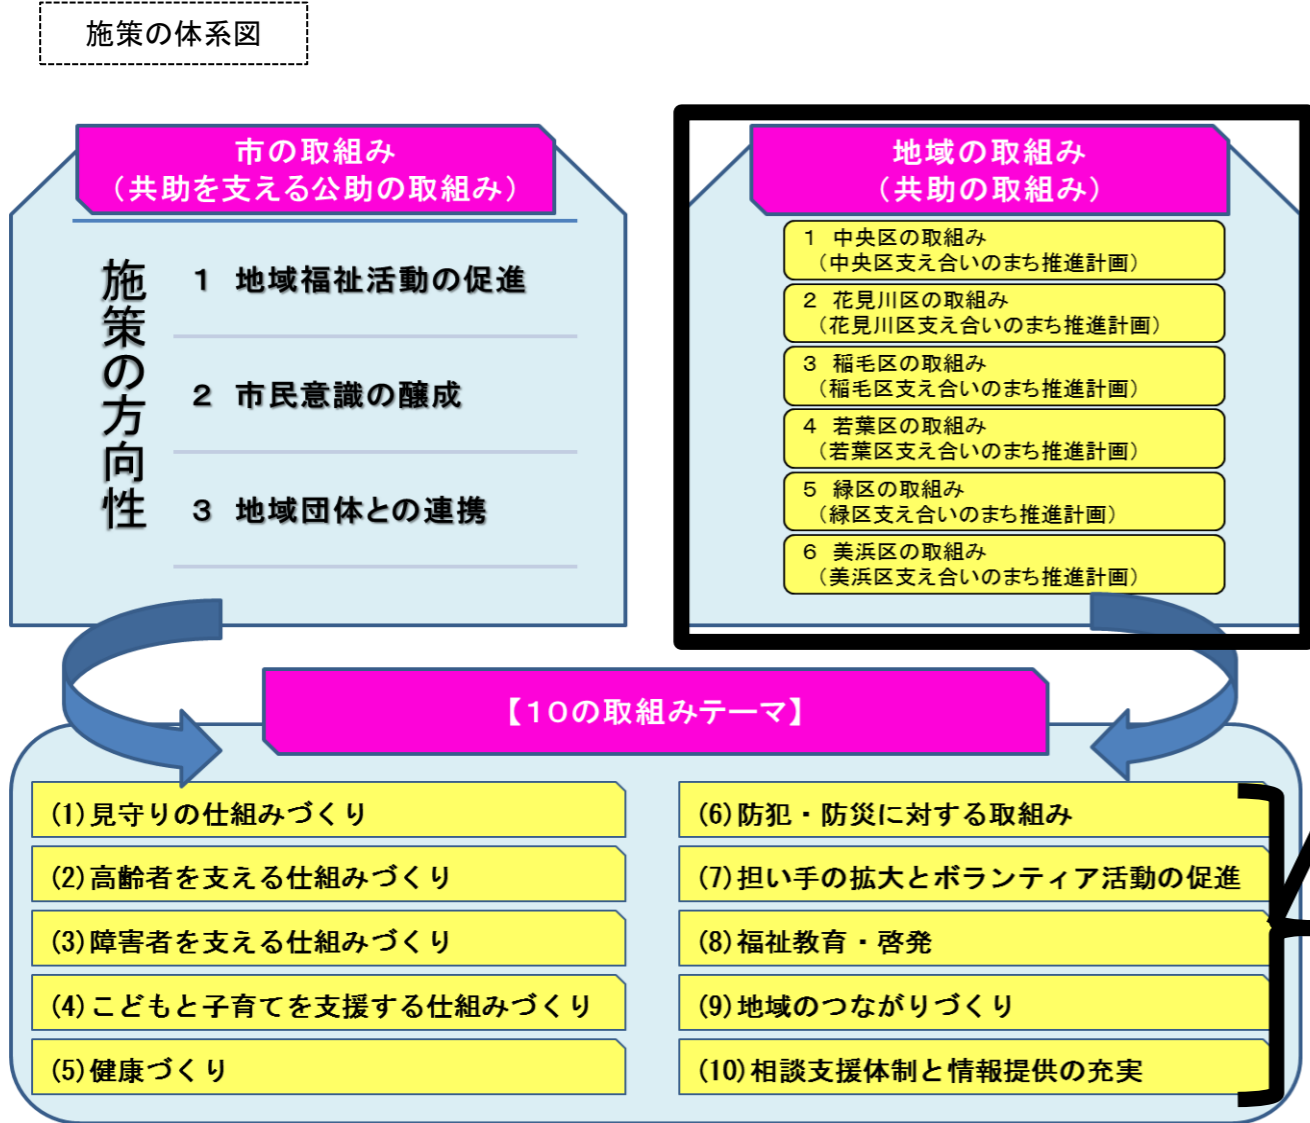 施策の体系図
市の取組み
（共助を支える公助の取組み）
施策の方向性
１　地域福祉活動の促進
２　市民意識の醸成
３　地域団体との連携
地域の取組み
（共助の取組み）
１　中央区の取組み
（中央区支え合いのまち推進計画）
２　花見川区の取組み
（花見川区支え合いのまち推進計画）
３　稲毛区の取組み
（稲毛区支え合いのまち推進計画）
４　若葉区の取組み
（若葉区支え合いのまち推進計画）
５　緑区の取組み
（緑区支え合いのまち推進計画）
６　美浜区の取組み
（美浜区支え合いのまち推進計画）
【１０の取組みテーマ】
(1)見守りの仕組みづくり
(2)高齢者を支える仕組みづくり
(3)障害者を支える仕組みづくり
(4)こどもと子育てを支援する仕組みづくり
(5)健康づくり
(6)防犯・防災に対する取組み
(7)担い手の拡大とボランティア活動の促進
(8)福祉教育・啓発
(9)地域のつながりづくり
(10)相談支援体制と情報提供の充実